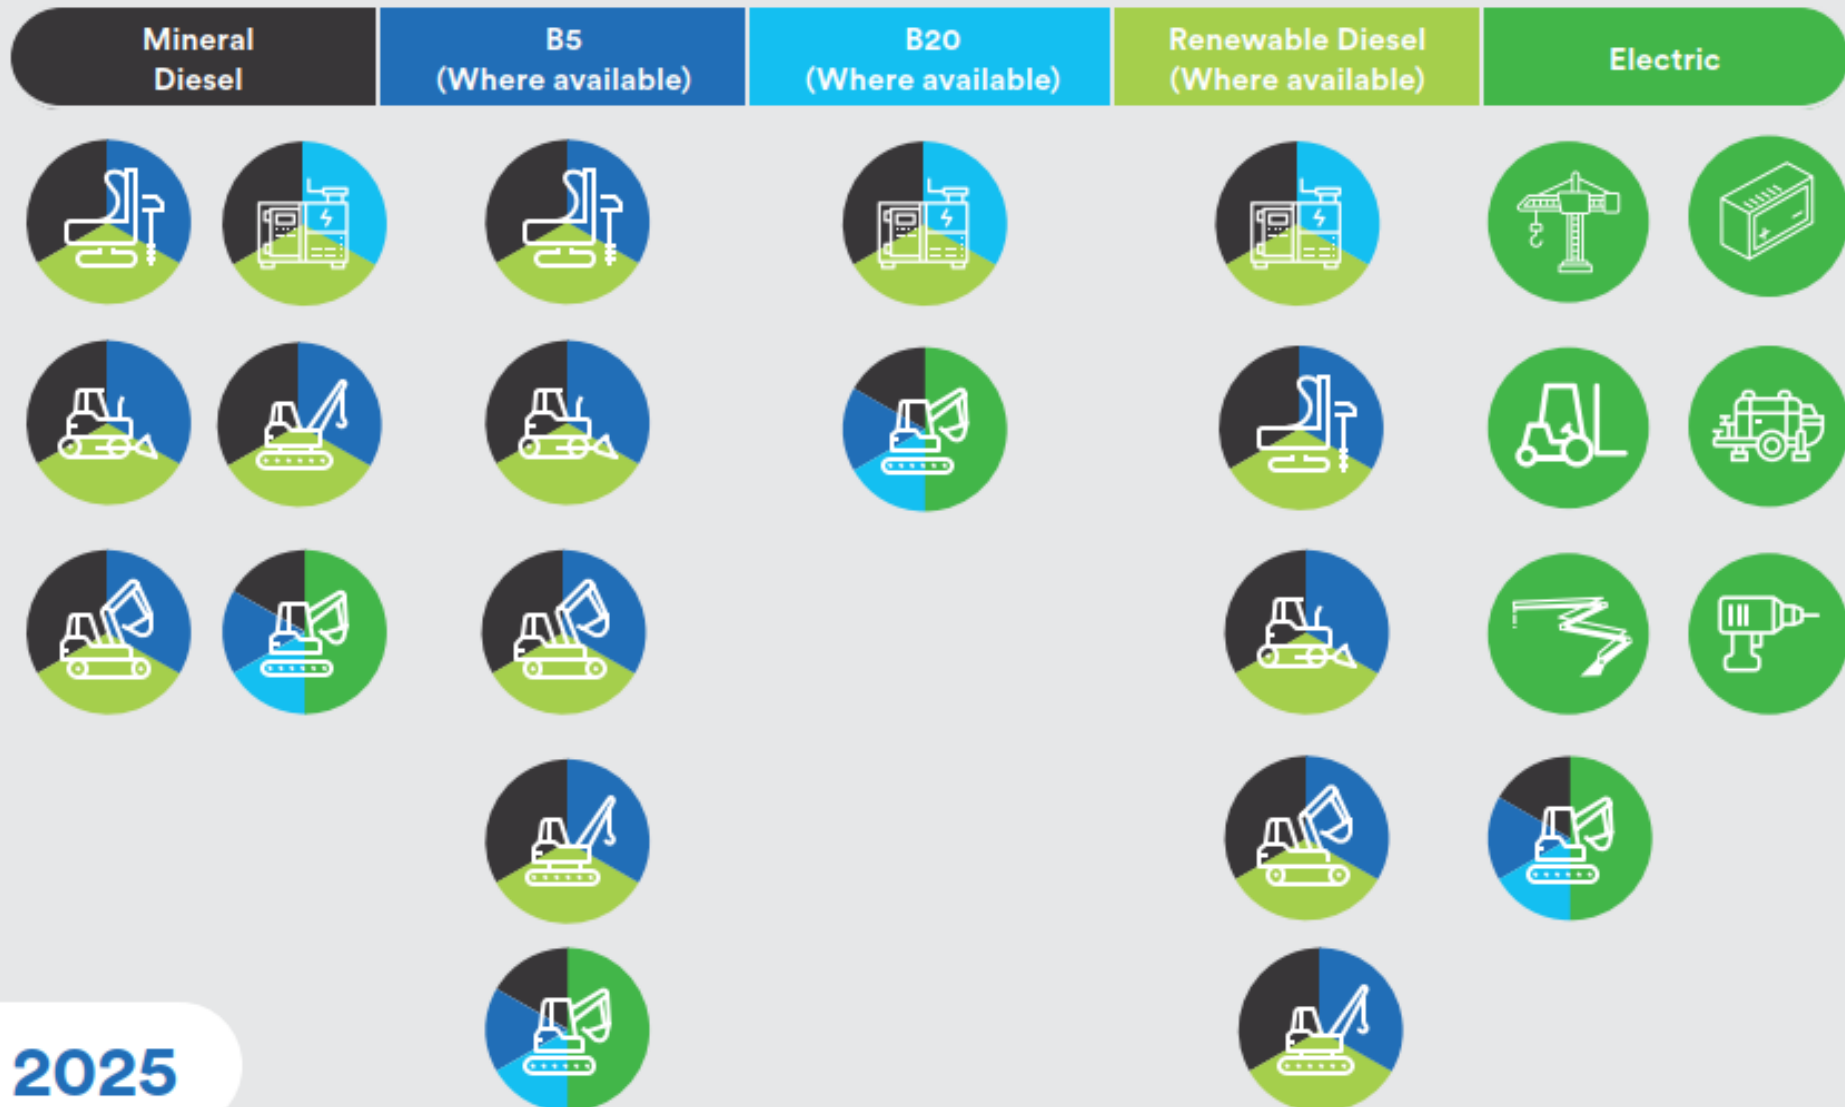 Mineral
Diesel
B5
(Where available)
B20
(Where available)
Renewable Diesel
(Where available)
Electric
2025